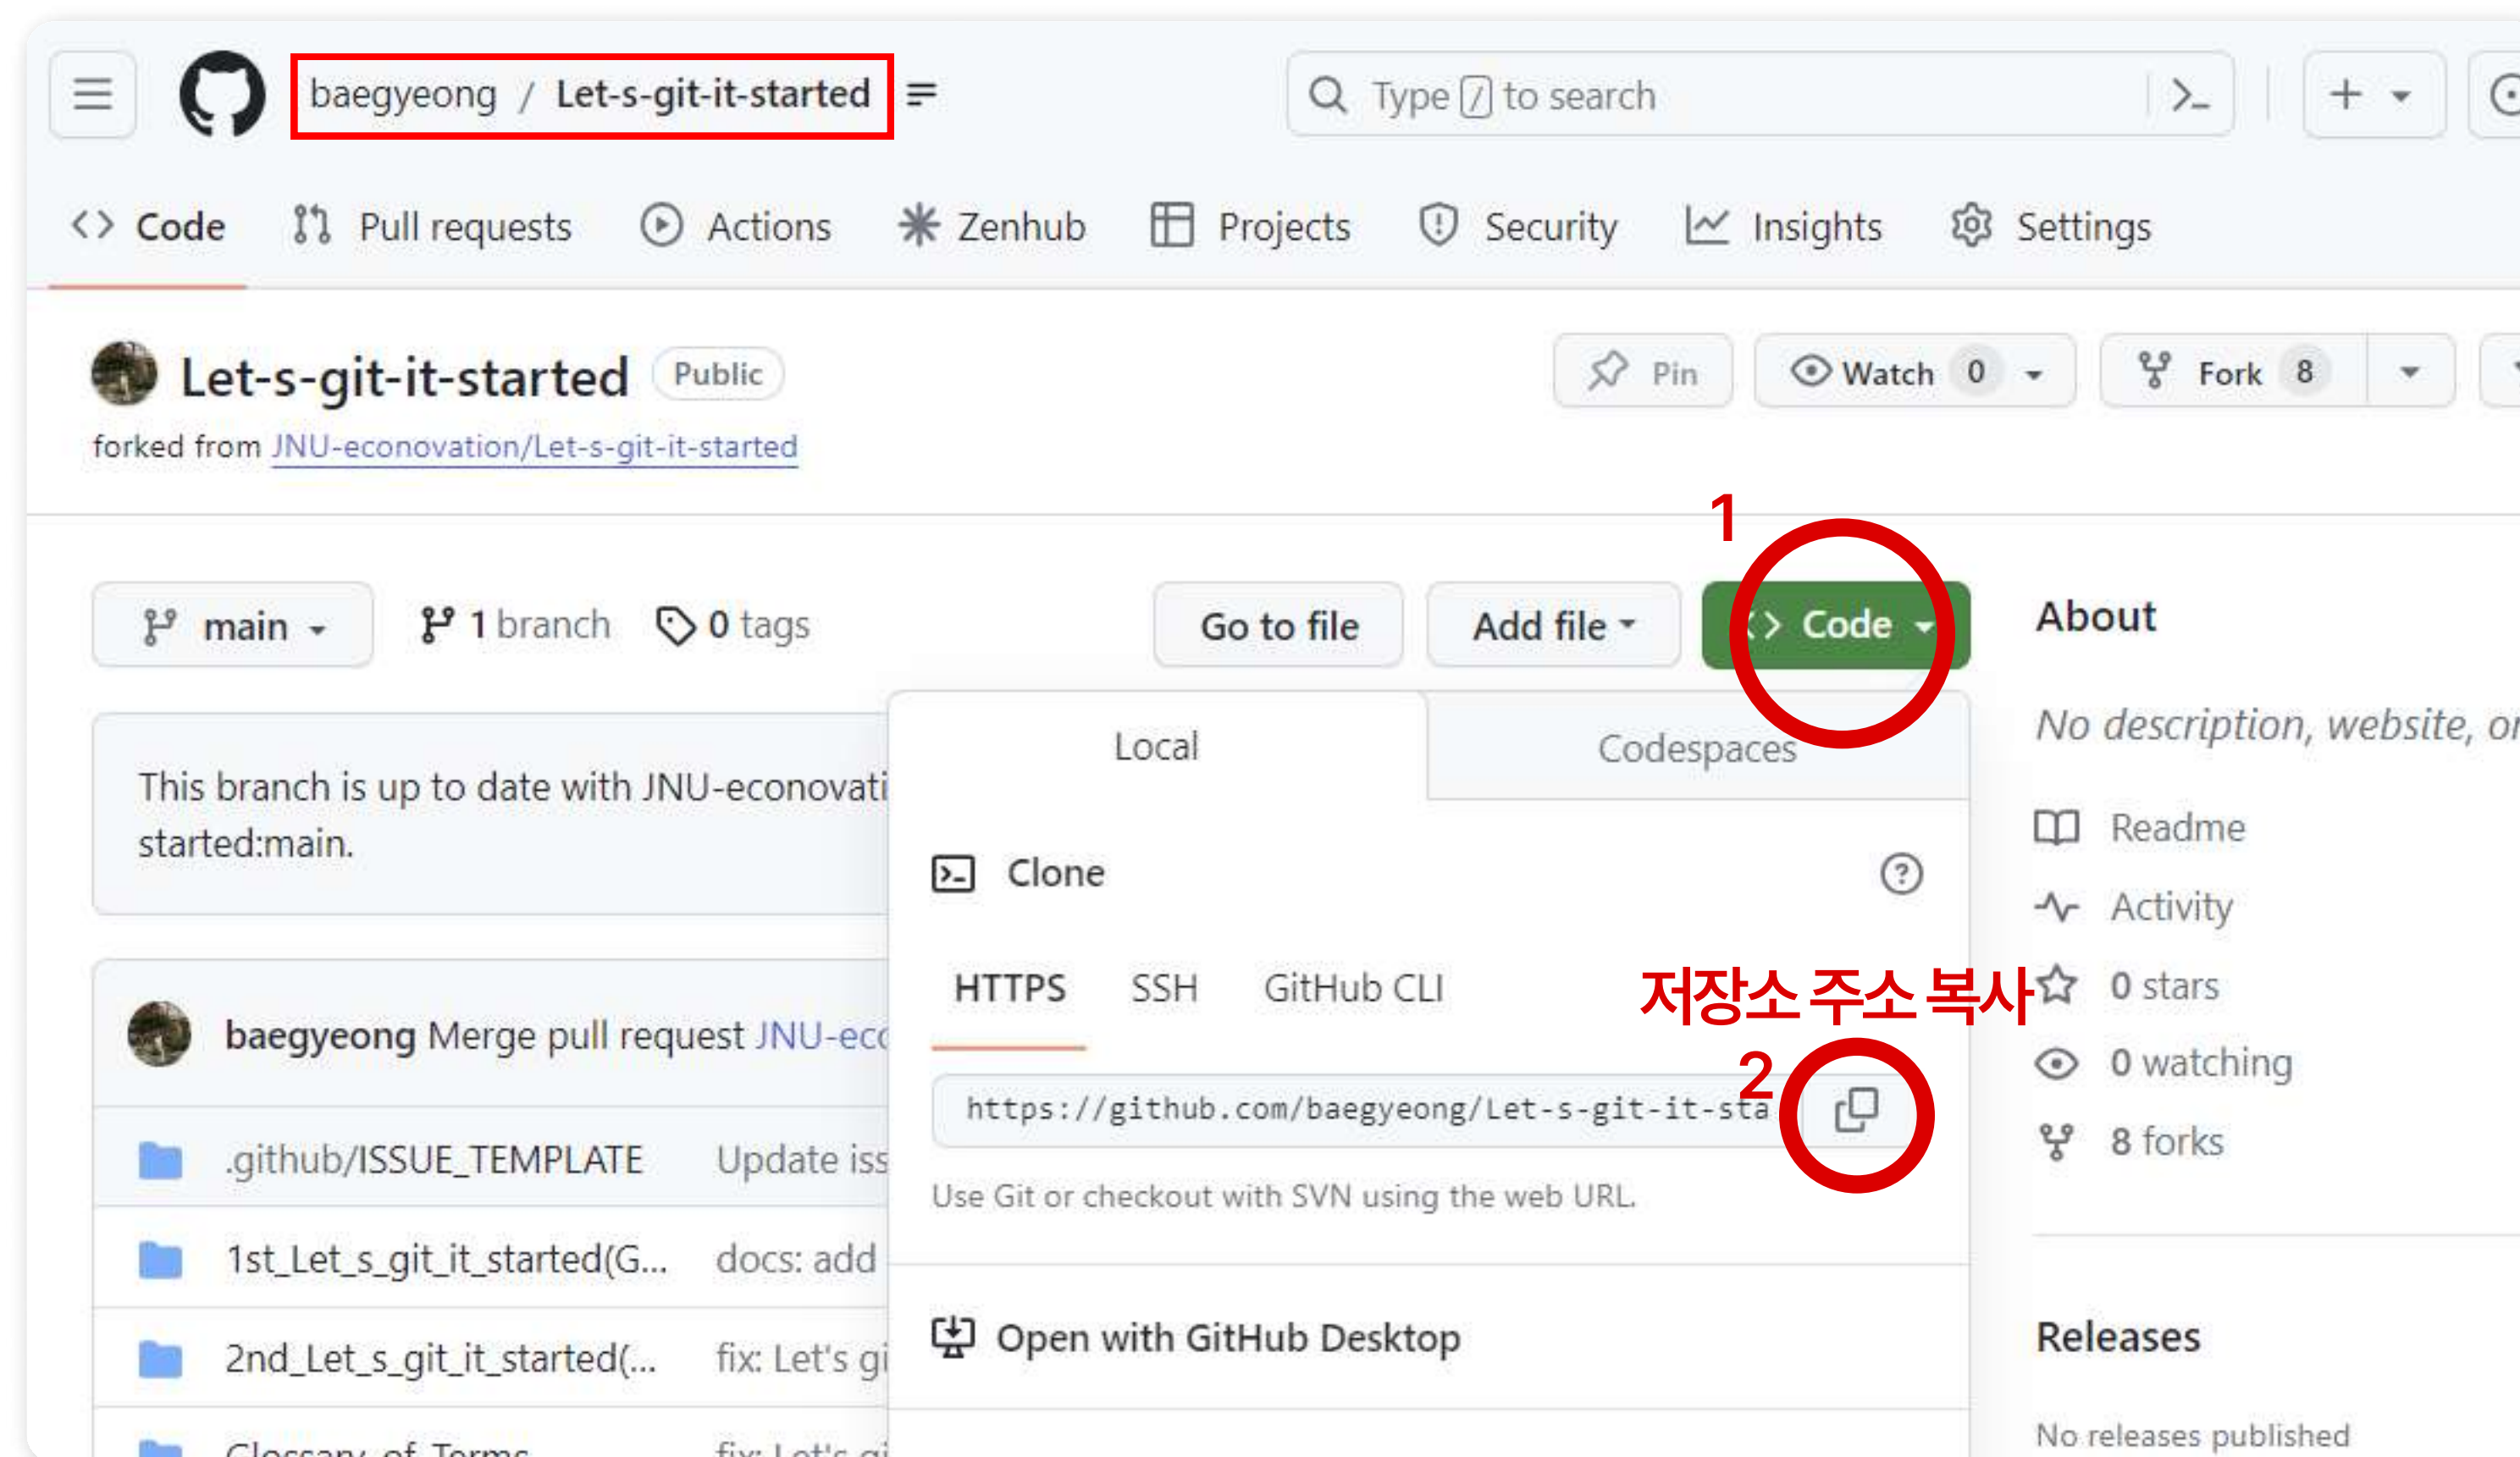 baegyeong / Let-s-git-it-started
Type / to search
Code Pull requests Actions Zenhub Projects Security Insights Settings
Let-s-git-it-started Public
Pin Watch 0 Fork 8
forked from JNU-econovation/Let-s-git-it-started
1
main 1 branch 0 tags Go to file Add file Code
About
Local Codespaces
No description, website, or
This branch is up to date with JNU-econovati
started:main.
Clone
Readme
Activity
HTTPS SSH GitHub CLI
저장소 주소 복사
0 stars
baegyeong Merge pull request JNU-eco
2
0 watching
https://github.com/baegyeong/Let-s-git-it-sta
8 forks
.github/ISSUE_TEMPLATE Update iss
Use Git or checkout with SVN using the web URL.
1st_Let_s_git_it_started(G... docs: add
Open with GitHub Desktop
Releases
2nd_Let_s_git_it_started(... fix: Let's gi
No releases published
Glossary_of_Terms fix: Let's gi